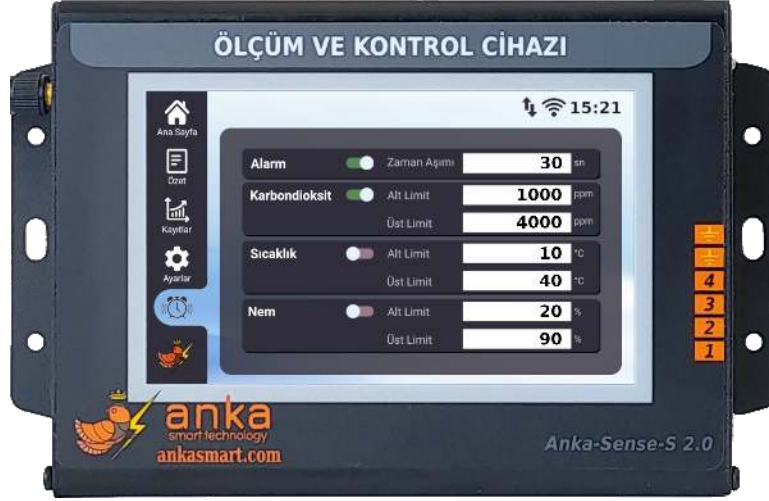 ÖLÇÜM VE KONTROL CİHAZI
15:21
Ana Sayfa
Özet
Kayıtlar
Ayarlar
Alarm Zaman Aşımı 30 sn
Karbondioksit Alt Limit 1000 ppm
Üst Limit 4000 ppm
Sıcaklık Alt Limit 10 °C
Üst Limit 40 °C
Nem Alt Limit 20 %
Üst Limit 90 %
4
3
2
1
anka
smart technology
ankasmart.com
Anka-Sense-S 2.0